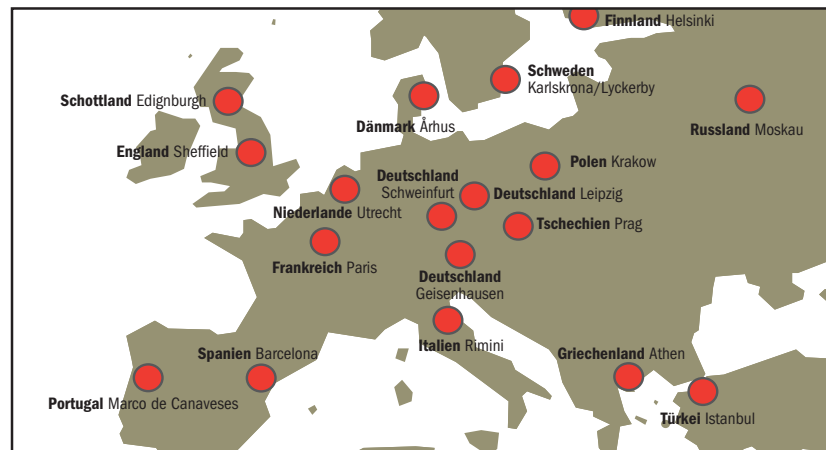 Finnland Helsinki
Schweden
Karlskrona/Lyckerby
Schottland Edignburgh
Dänmark Århus
Russland Moskau
England Sheffield
Polen Krakow
Deutschland
Schweinfurt
Deutschland Leipzig
Niederlande Utrecht
Tschechien Prag
Frankreich Paris
Deutschland
Geisenhausen
Italien Rimini
Spanien Barcelona
Griechenland Athen
Portugal Marco de Canaveses
Türkei Istanbul